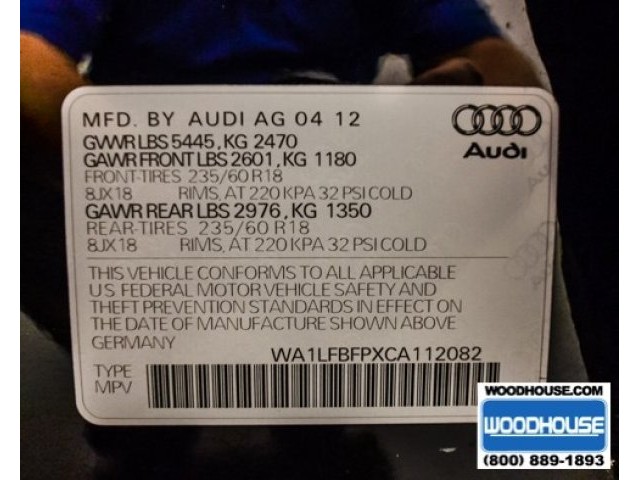 MFD. BY AUDI AG 04 12
GVWR LBS 5445, KG 2470
GAWR FRONT LBS 2601, KG 1180
FRONT-TIRES 235/60 R18
8JX18 RIMS, AT 220 KPA 32 PSI COLD
GAWR REAR LBS 2976, KG 1350
REAR-TIRES 235/60 R18
8JX18 RIMS, AT 220 KPA 32 PSI COLD
Audi
THIS VEHICLE CONFORMS TO ALL APPLICABLE
U.S FEDERAL MOTOR VEHICLE SAFETY AND
THEFT PREVENTION STANDARDS IN EFFECT ON
THE DATE OF MANUFACTURE SHOWN ABOVE
GERMANY
WA1LFBFPXCA112082
TYPE
MPV
WOODHOUSE.COM
WOODHOUSE
(800) 889-1893